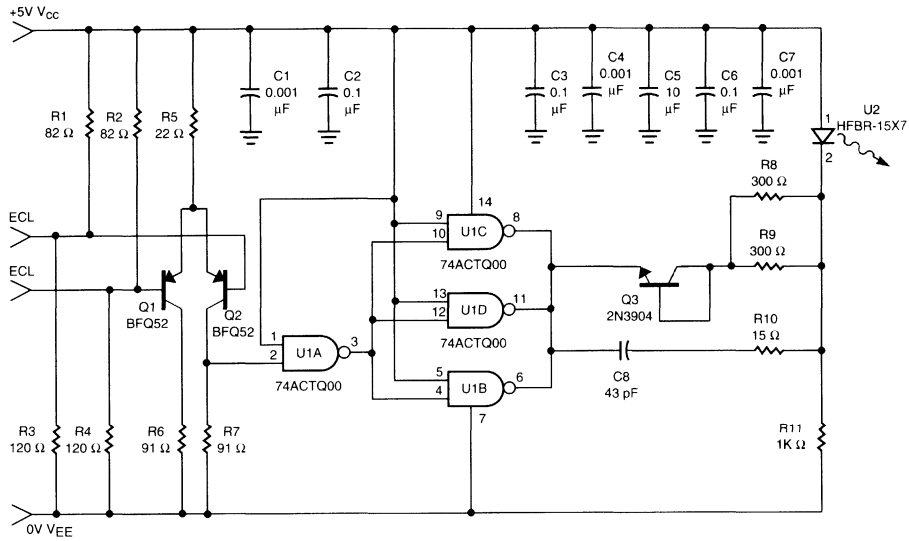 +5V VCC
R1
82 Ω
R2
82 Ω
R5
22 Ω
C1
0.001
µF
C2
0.1
µF
C3
0.1
µF
C4
0.001
µF
C5
10
µF
C6
0.1
µF
C7
0.001
µF
U2
HFBR-15X7
1
2
ECL
ECL
Q1
BFQ52
Q2
BFQ52
1
2
U1A
3
74ACTQ00
9
10
14
U1C
8
74ACTQ00
13
12
U1D
11
74ACTQ00
5
4
U1B
6
7
Q3
2N3904
R8
300 Ω
R9
300 Ω
R10
15 Ω
C8
43 pF
R3
120 Ω
R4
120 Ω
R6
91 Ω
R7
91 Ω
R11
1K Ω
0V VEE